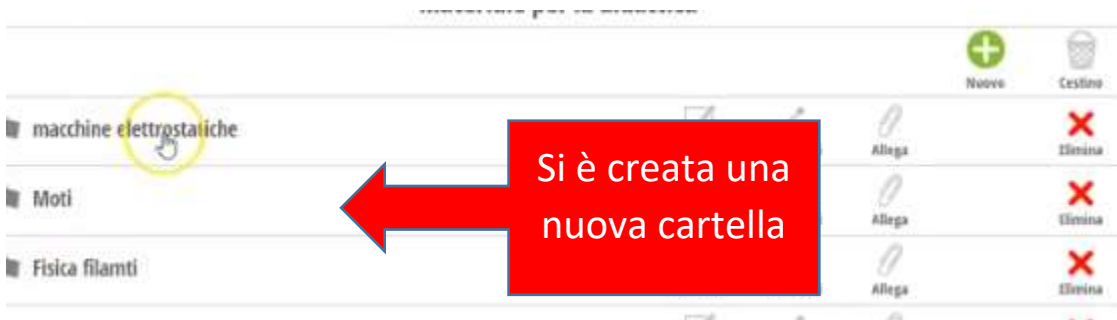 Nuovo Cestino
macchine elettrostatiche
Allega Elimina
Si è creata una
nuova cartella
Moti
Allega Elimina
Fisica filamti
Allega Elimina